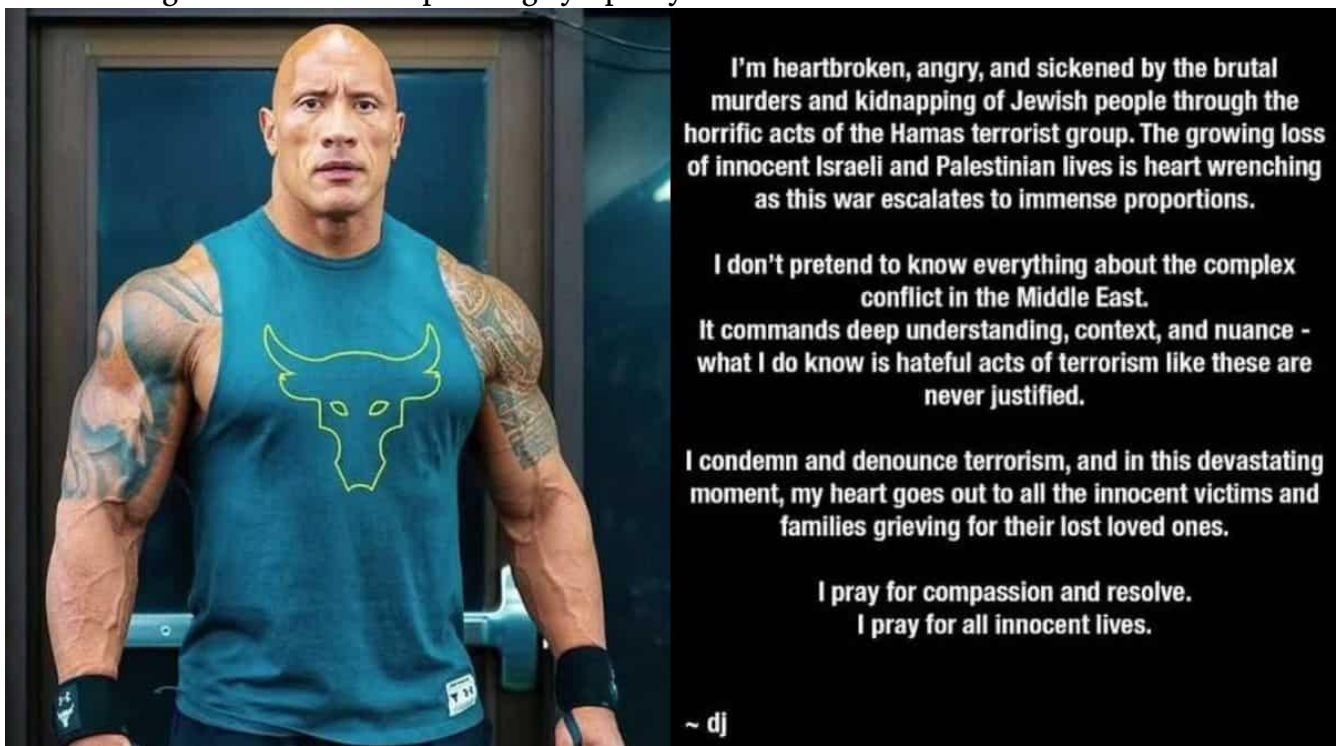 I'm heartbroken, angry, and sickened by the brutal
murders and kidnapping of Jewish people through the
horrific acts of the Hamas terrorist group. The growing loss
of innocent Israeli and Palestinian lives is heart wrenching
as this war escalates to immense proportions.
I don't pretend to know everything about the complex
conflict in the Middle East.
It commands deep understanding, context, and nuance -
what I do know is hateful acts of terrorism like these are
never justified.
I condemn and denounce terrorism, and in this devastating
moment, my heart goes out to all the innocent victims and
families grieving for their lost loved ones.
I pray for compassion and resolve.
I pray for all innocent lives.
~ dj